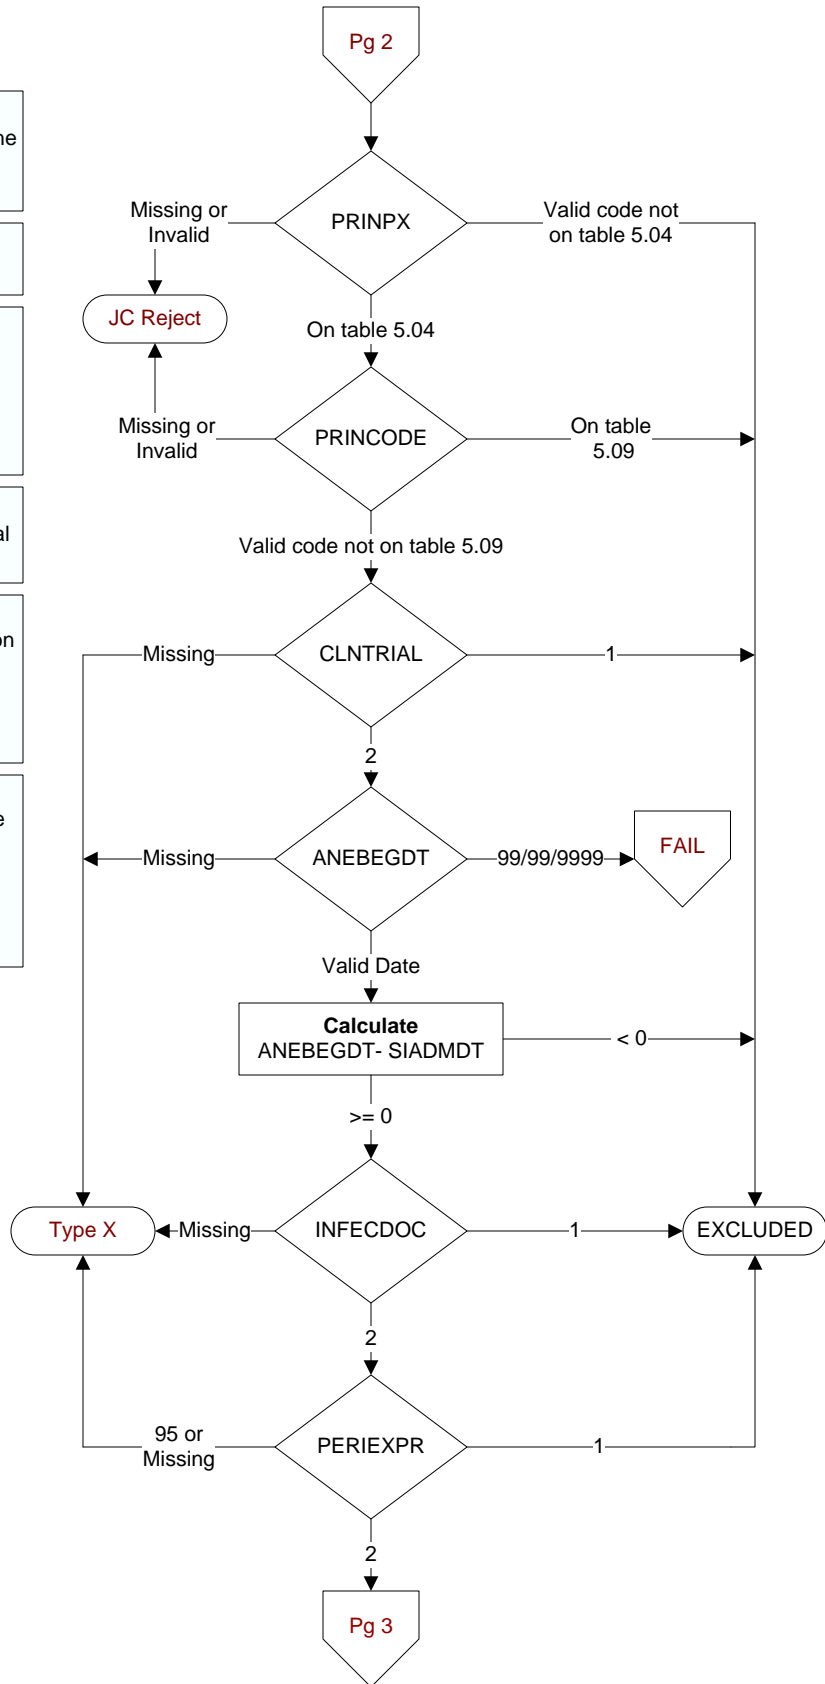 Pg 2
ne
PRINPX
Missing or
Invalid
Valid code not
on table 5.04
JC Reject
On table 5.04
PRINCODE
Missing or
Invalid
On table
5.09
al
Valid code not on table 5.09
on
CLNTRIAL
Missing
1
2
e
ANEBEGDT
Missing
99/99/9999
FAIL
Valid Date
Calculate
ANEBEGDT- SIADMDT
< 0
>= 0
Type X
Missing
INFECDOC
1
EXCLUDED
2
95 or
Missing
PERIEXPR
1
2
Pg 3